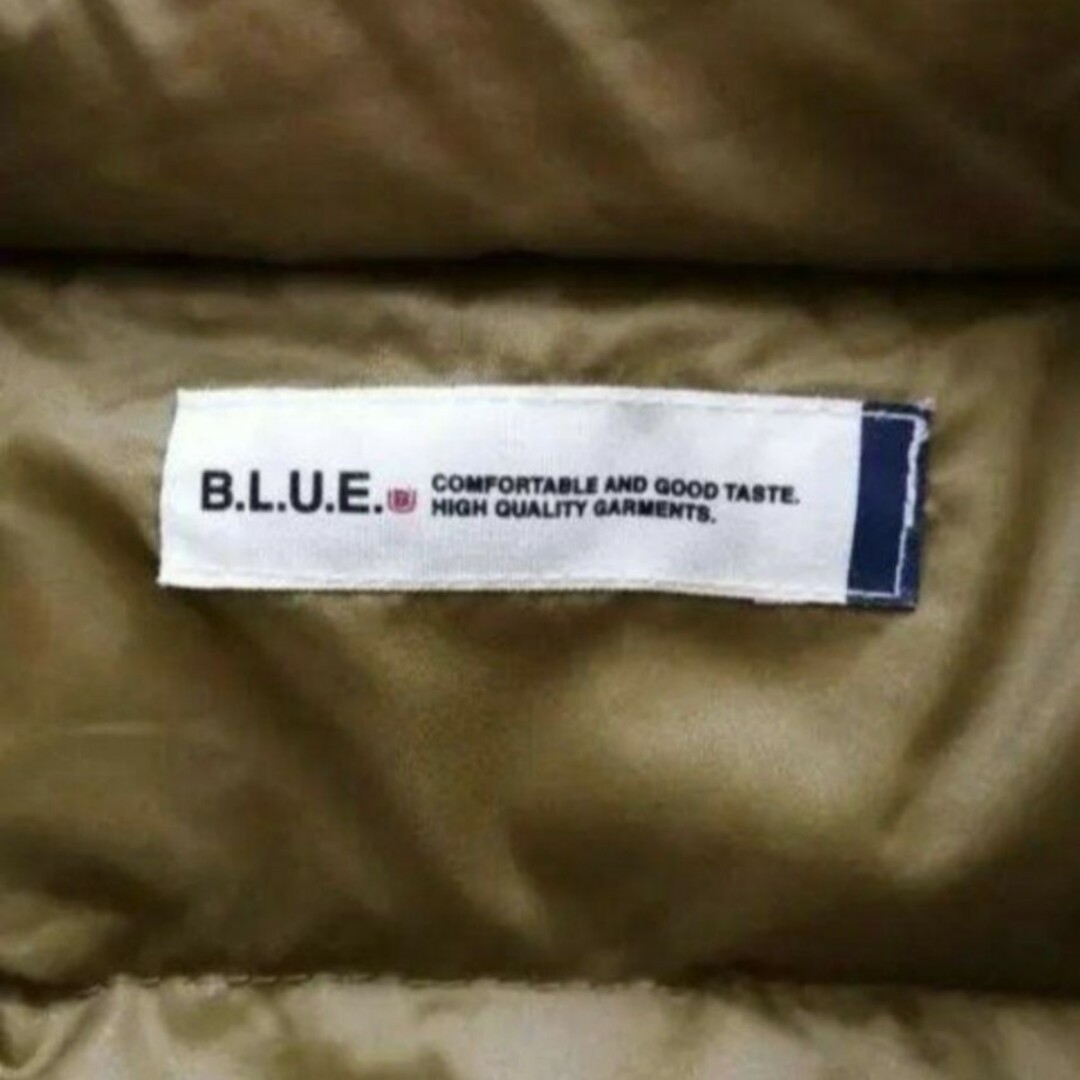 B.L.U.E.
COMFORTABLE AND GOOD TASTE.
HIGH QUALITY GARMENTS.